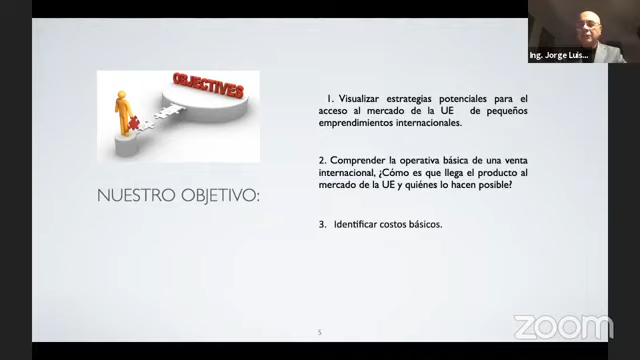 Ing. Jorge Luis...
OBJECTIVES
NUESTRO OBJETIVO:
1. Visualizar estrategias potenciales para el
acceso al mercado de la UE de pequeños
emprendimientos internacionales.
2. Comprender la operativa básica de una venta
internacional, ¿Cómo es que llega el producto al
mercado de la UE y quiénes lo hacen posible?
3. Identificar costos básicos.
5
zoom